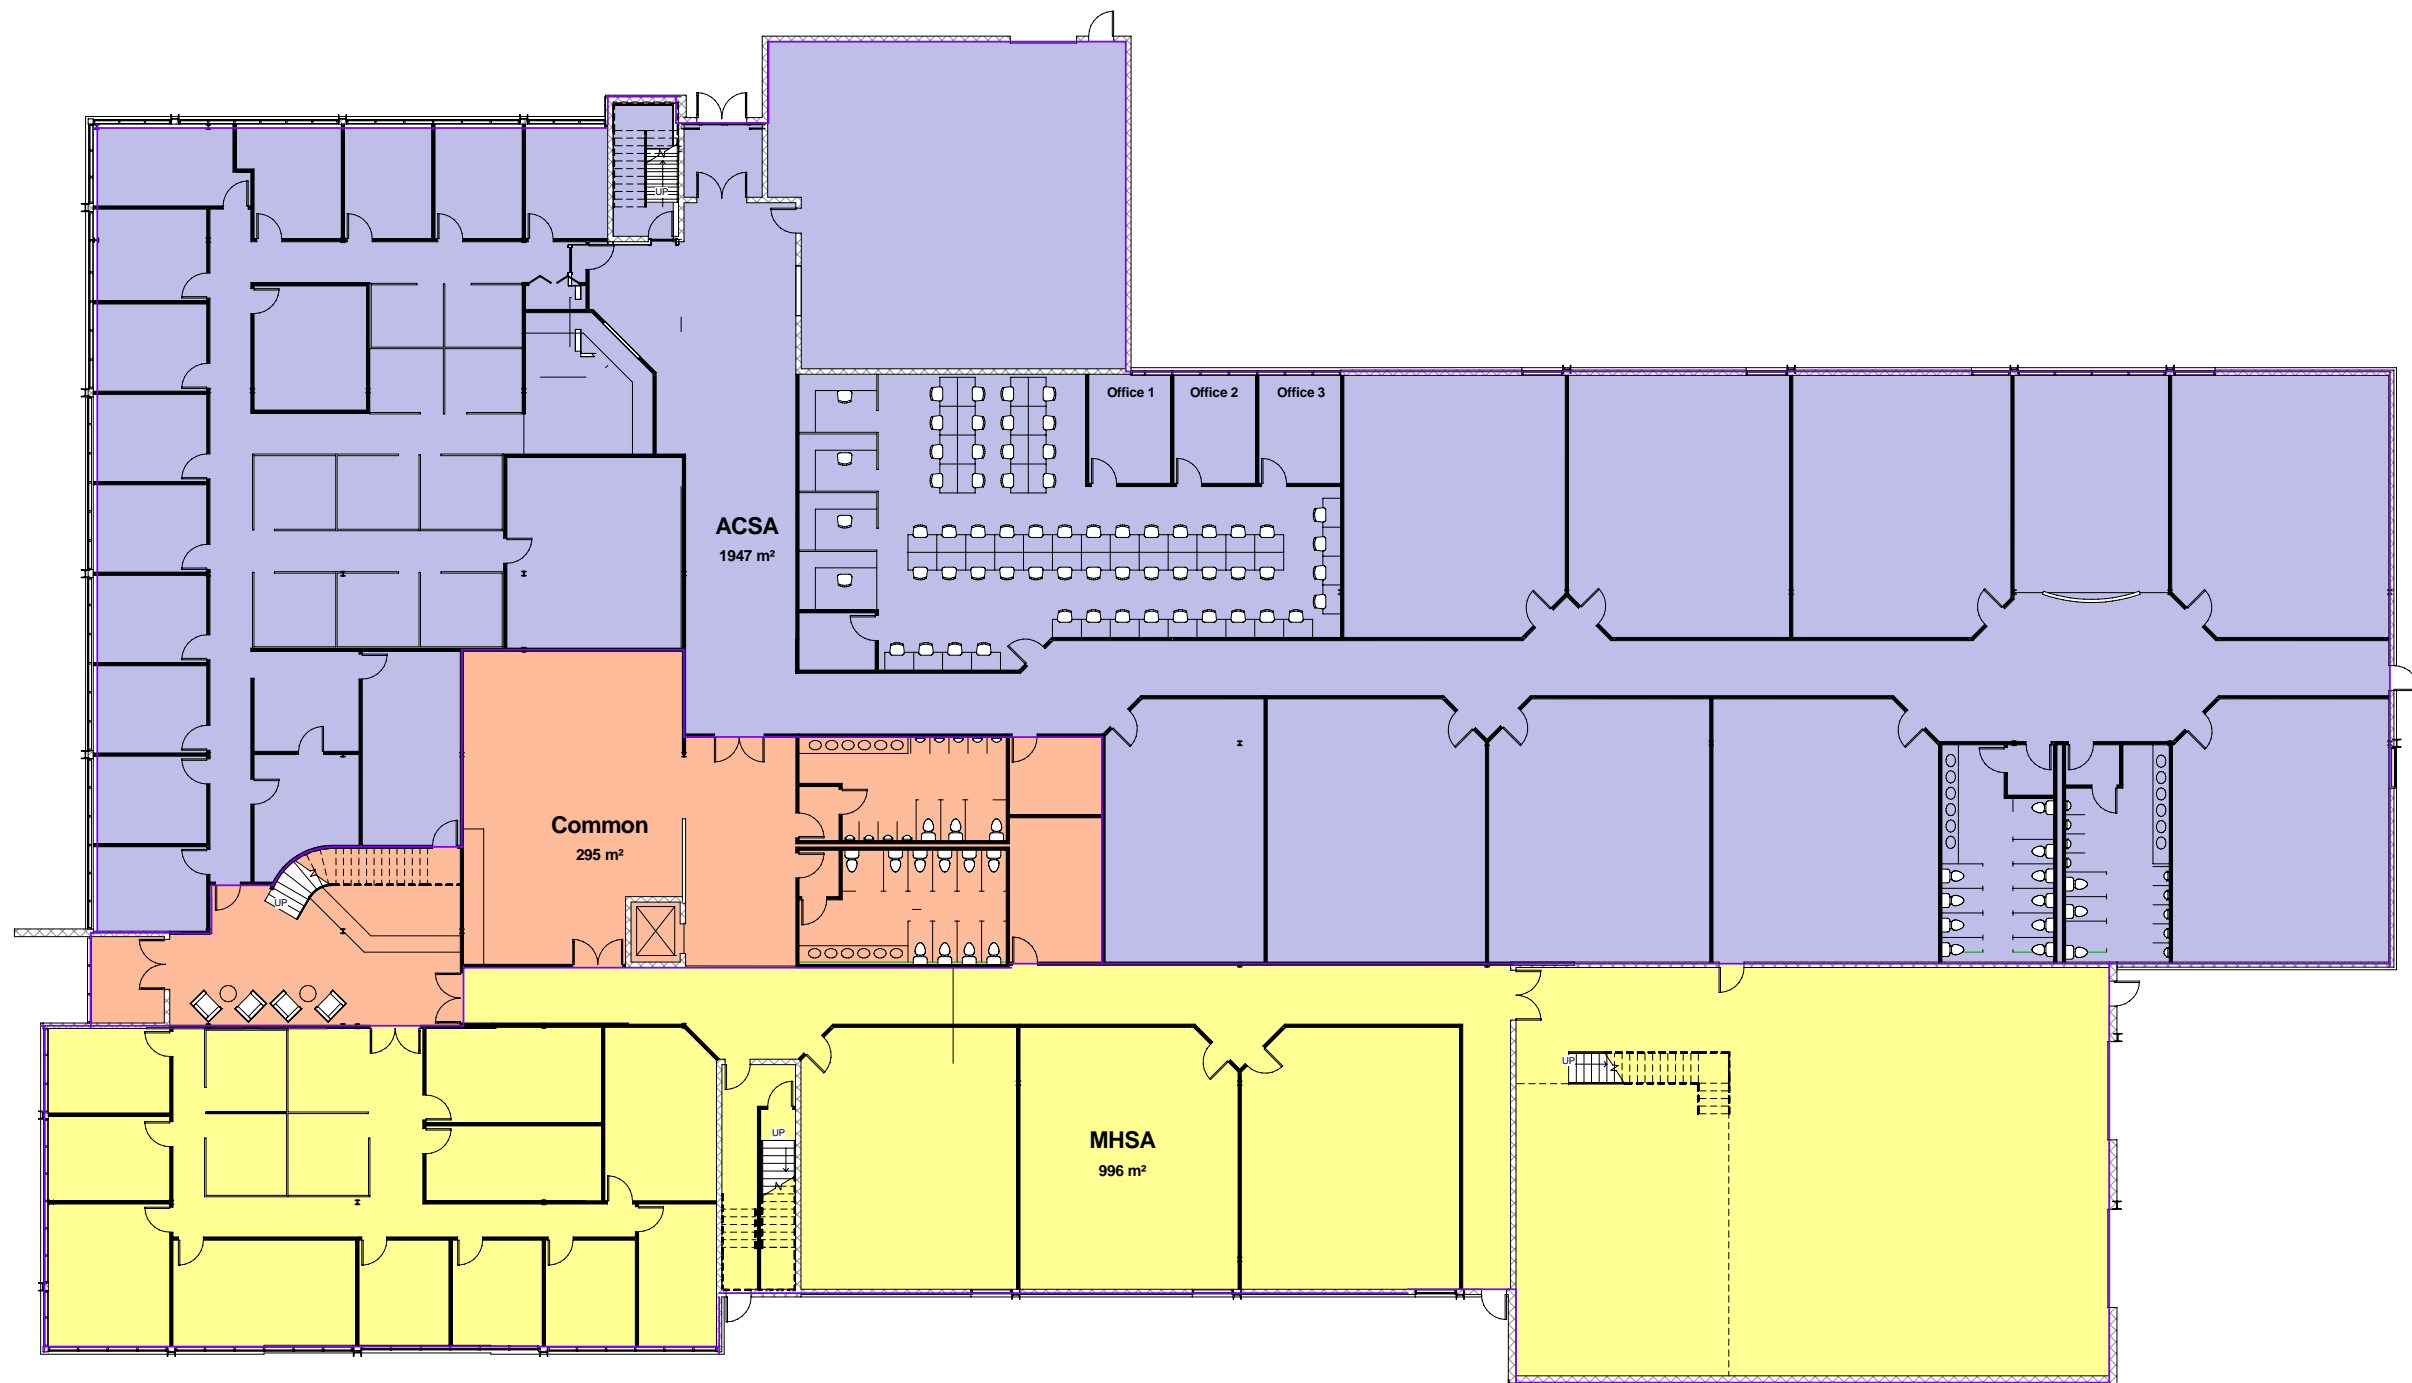 UP
Office 1
Office 2
Office 3
ACSA
1947 m²
Common
295 m²
UP
UP
UP
MHSA
996 m²